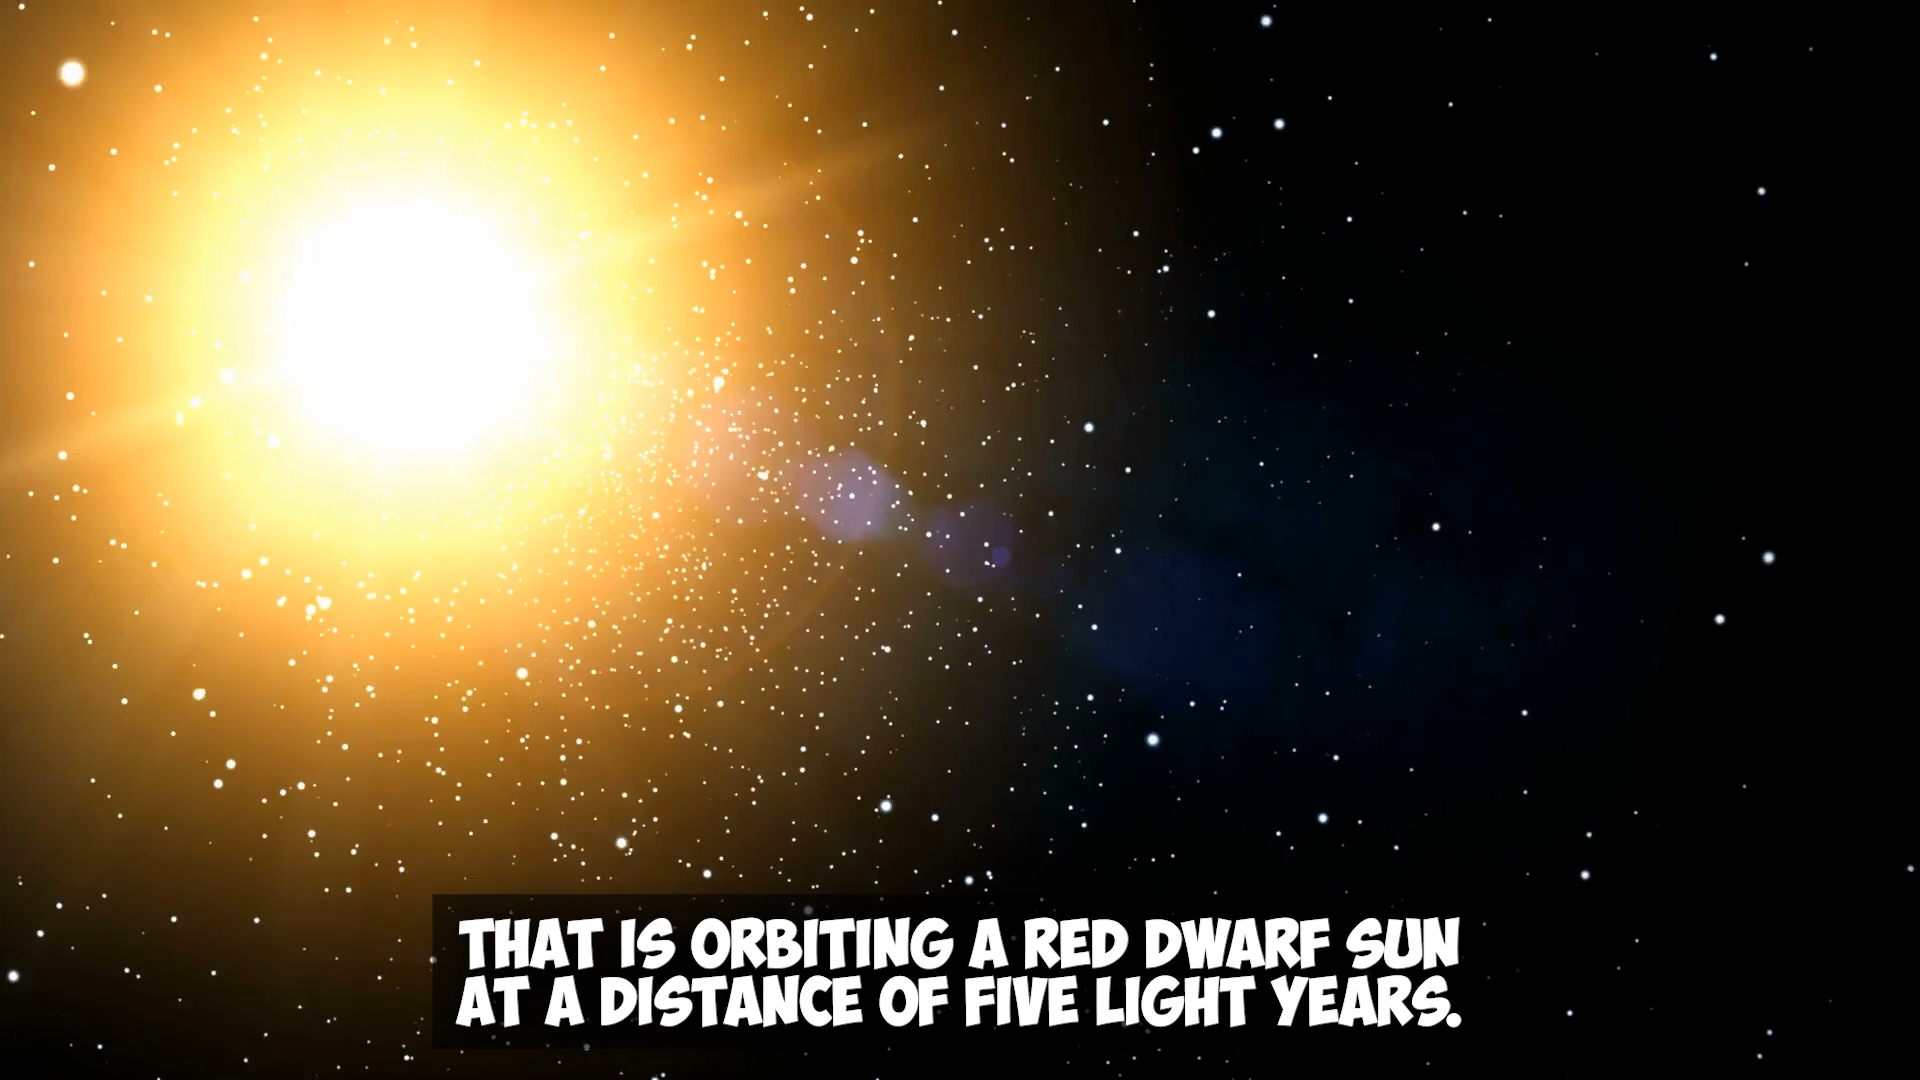 THAT IS ORBITING A RED DWARF SUN
AT A DISTANCE OF FIVE LIGHT YEARS.